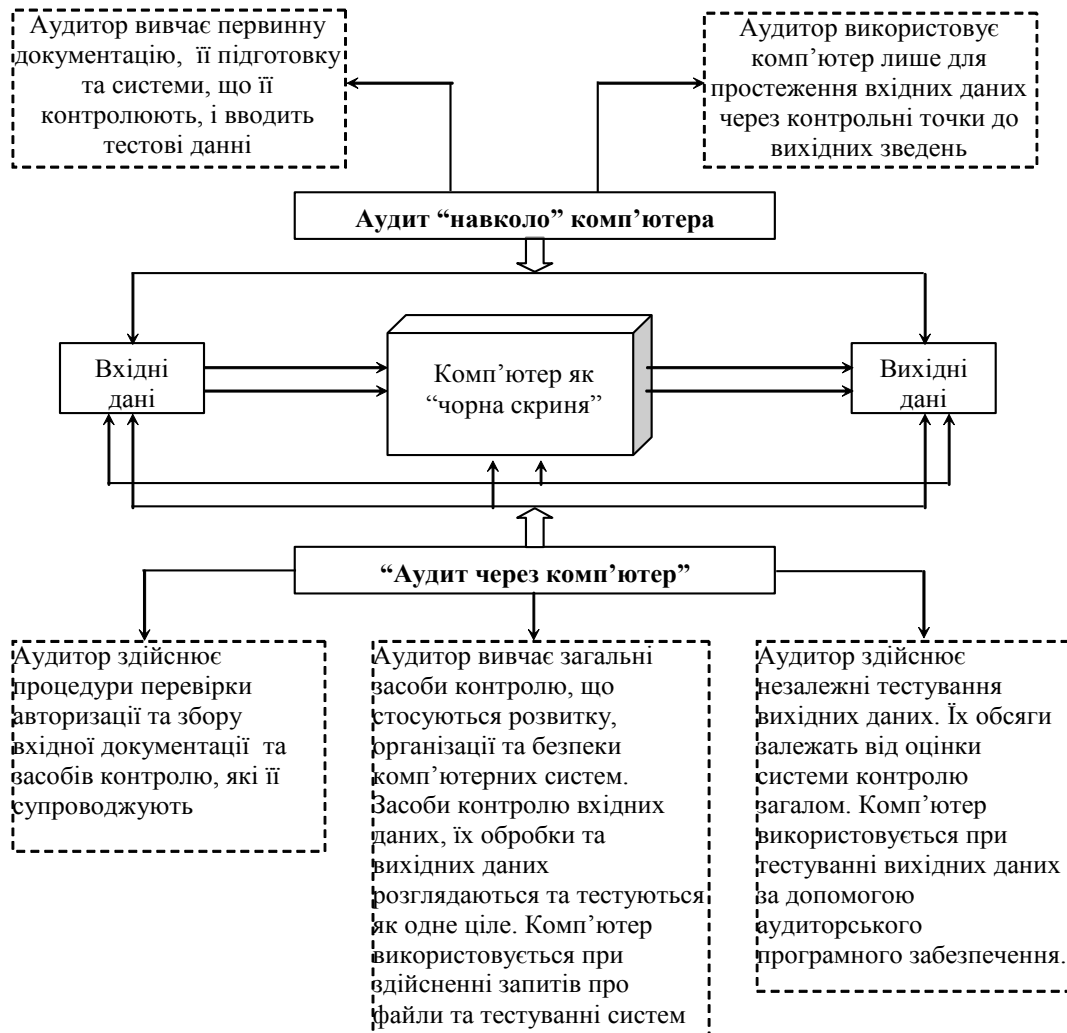 Аудитор вивчає первинну
документацію, її підготовку
та системи, що її
контролюють, і вводить
тестові данні
Аудитор використовує
комп’ютер лише для
простеження вхідних даних
через контрольні точки до
вихідних зведень
Аудит “навколо” комп’ютера
Вхідні
дані
Комп’ютер як
“чорна скриня”
Вихідні
дані
“Аудит через комп’ютер”
Аудитор здійснює
процедури перевірки
авторизації та збору
вхідної документації та
засобів контролю, які її
супроводжують
Аудитор вивчає загальні
засоби контролю, що
стосуються розвитку,
організації та безпеки
комп’ютерних систем.
Засоби контролю вхідних
даних, їх обробки та
вихідних даних
розглядаються та тестуються
як одне ціле. Комп’ютер
використовується при
здійсненні запитів про
файли та тестуванні систем
Аудитор здійснює
незалежні тестування
вихідних даних. Їх обсяги
залежать від оцінки
системи контролю
загалом. Комп’ютер
використовується при
тестуванні вихідних даних
за допомогою
аудиторського
програмного забезпечення.